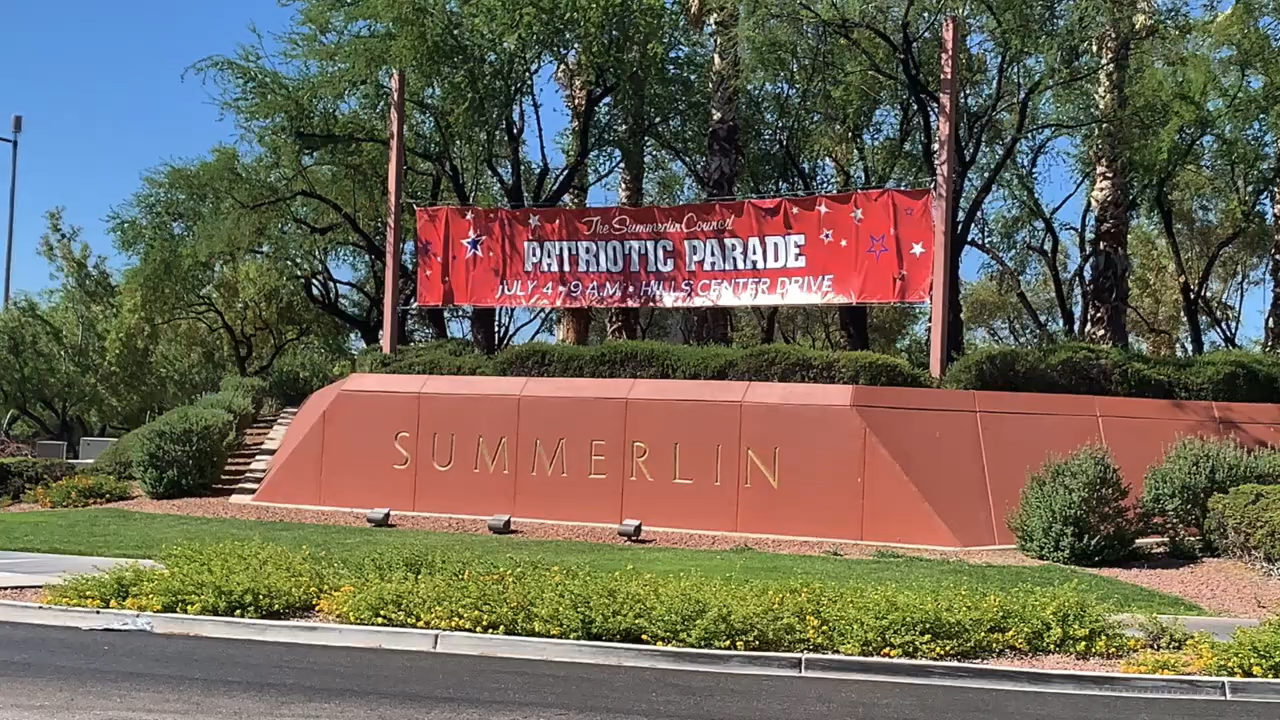 The Summerlin Council
PATRIOTIC PARADE
JULY 4 - 9 A.M. • HILLS CENTER DRIVE
SUMMERLIN